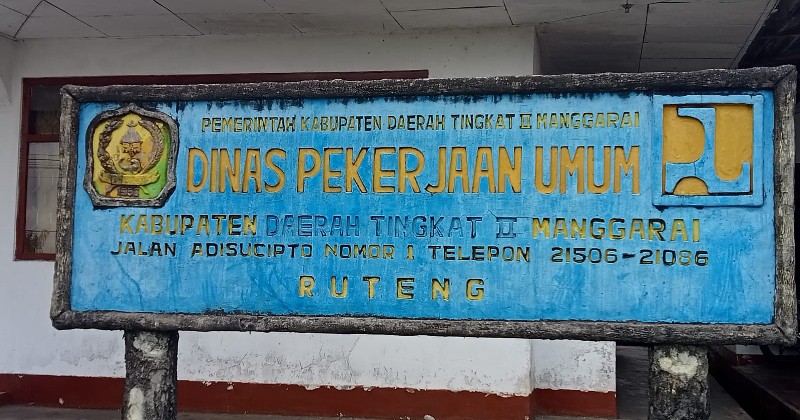 PEMERINTAH KABUPATEN DAERAH TINGKAT II MANGGARAI
DINAS PEKERJAAN UMUM
KABUPATEN DAERAH TINGKAT II MANGGARAI
JALAN ADISUCIPTO NOMOR 1 TELEPON 21506-21086
RUTENG